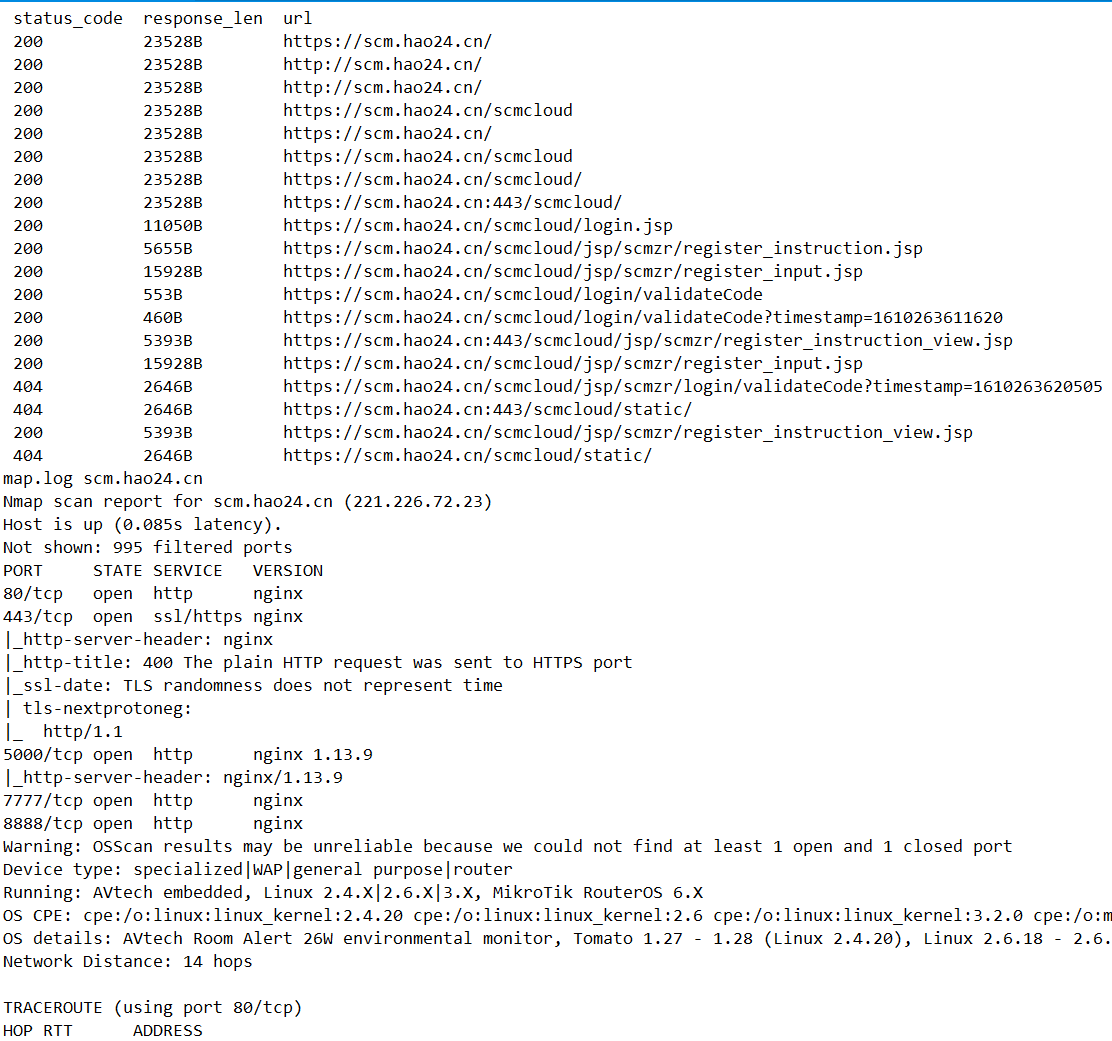 status_code response_len url
200 23528B https://scm.hao24.cn/
200 23528B http://scm.hao24.cn/
200 23528B http://scm.hao24.cn/
200 23528B https://scm.hao24.cn/scmcloud
200 23528B https://scm.hao24.cn/
200 23528B https://scm.hao24.cn/scmcloud
200 23528B https://scm.hao24.cn/scmcloud/
200 23528B https://scm.hao24.cn:443/scmcloud/
200 11050B https://scm.hao24.cn/scmcloud/login.jsp
200 5655B https://scm.hao24.cn/scmcloud/jsp/scmzr/register_instruction.jsp
200 15928B https://scm.hao24.cn/scmcloud/jsp/scmzr/register_input.jsp
200 553B https://scm.hao24.cn/scmcloud/login/validateCode
200 460B https://scm.hao24.cn/scmcloud/login/validateCode?timestamp=1610263611620
200 5393B https://scm.hao24.cn:443/scmcloud/jsp/scmzr/register_instruction_view.jsp
200 15928B https://scm.hao24.cn/scmcloud/jsp/scmzr/register_input.jsp
404 2646B https://scm.hao24.cn/scmcloud/jsp/scmzr/login/validateCode?timestamp=1610263620505
404 2646B https://scm.hao24.cn:443/scmcloud/static/
200 5393B https://scm.hao24.cn/scmcloud/jsp/scmzr/register_instruction_view.jsp
404 2646B https://scm.hao24.cn/scmcloud/static/
map.log scm.hao24.cn
Nmap scan report for scm.hao24.cn (221.226.72.23)
Host is up (0.085s latency).
Not shown: 995 filtered ports
PORT STATE SERVICE VERSION
80/tcp open http nginx
443/tcp open ssl/https nginx
|_http-server-header: nginx
|_http-title: 400 The plain HTTP request was sent to HTTPS port
|_ssl-date: TLS randomness does not represent time
| tls-nextprotoneg:
|_ http/1.1
5000/tcp open http nginx 1.13.9
|_http-server-header: nginx/1.13.9
7777/tcp open http nginx
8888/tcp open http nginx
Warning: OSScan results may be unreliable because we could not find at least 1 open and 1 closed port
Device type: specialized|WAP|general purpose|router
Running: AVtech embedded, Linux 2.4.X|2.6.X|3.X, MikroTik RouterOS 6.X
OS CPE: cpe:/o:linux:linux_kernel:2.4.20 cpe:/o:linux:linux_kernel:2.6 cpe:/o:linux:linux_kernel:3.2.0 cpe:/o:m
OS details: AVtech Room Alert 26W environmental monitor, Tomato 1.27 - 1.28 (Linux 2.4.20), Linux 2.6.18 - 2.6.
Network Distance: 14 hops
TRACEROUTE (using port 80/tcp)
HOP RTT ADDRESS